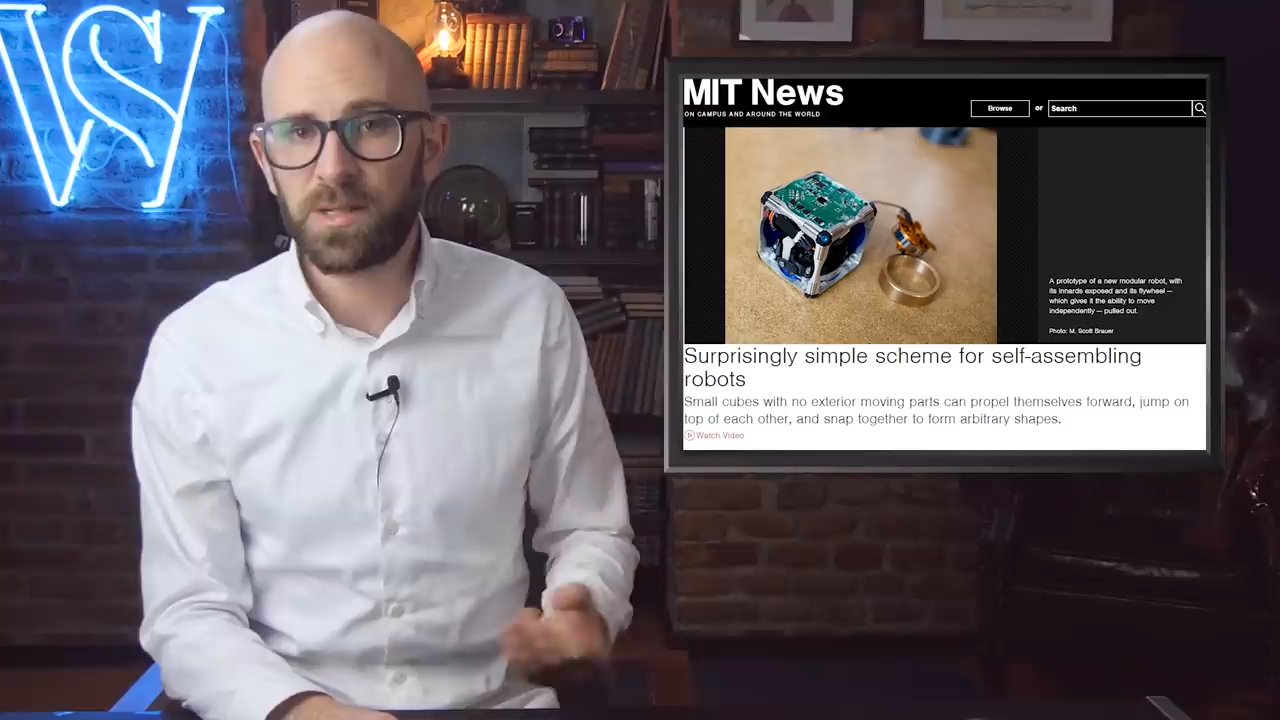 SW
MIT News
ON CAMPUS AND AROUND THE WORLD
Browse
or
Search
A prototype of a new modular robot, with
its innards exposed and its flywheel —
which gives it the ability to move
independently — pulled out.
Photo: M. Scott Brauer
Surprisingly simple scheme for self-assembling
robots
Small cubes with no exterior moving parts can propel themselves forward, jump on
top of each other, and snap together to form arbitrary shapes.
Watch Video